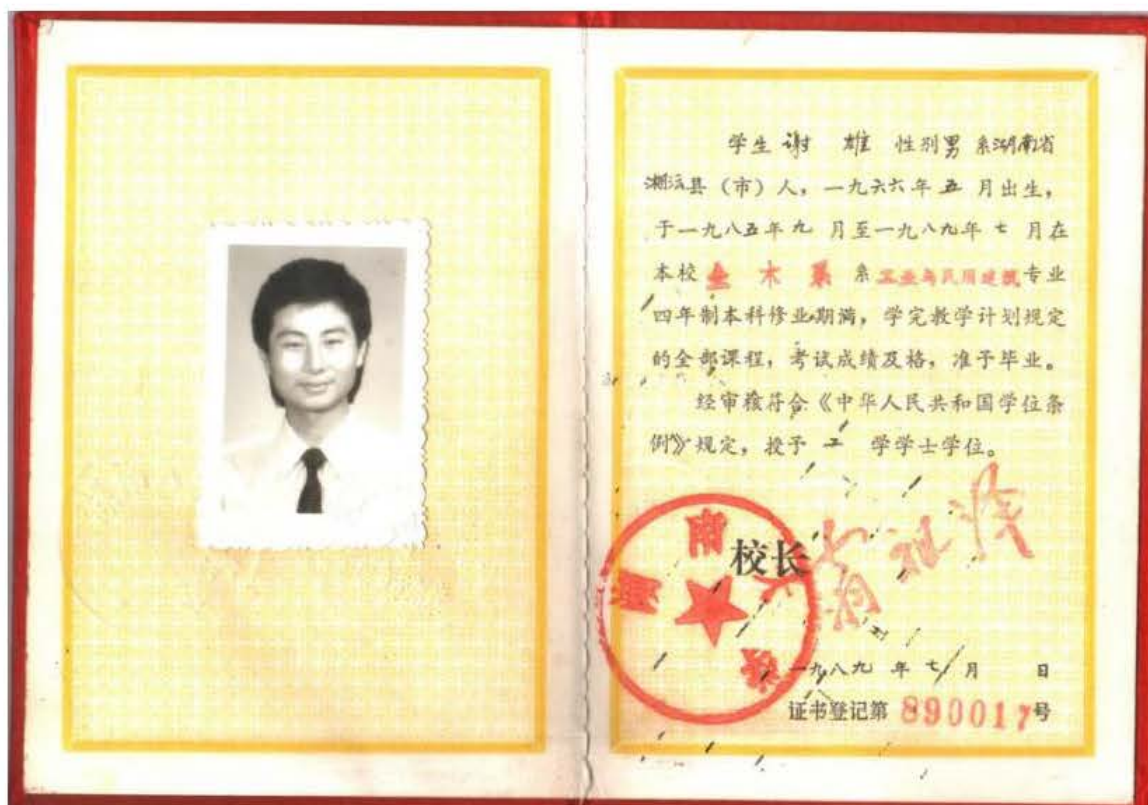 学生 谢 雄 性别男 系湖南省
县(市)人,一九六六年 五 月出生,
于一九八五年 九 月至一九八九年 七 月在
本校 土 木 系 系 工业与民用建筑 专业
四年制本科修业期满,学完教学计划规定
的全部课程,考试成绩及格,准予毕业。
经审核符合《中华人民共和国学位条
例》规定,授予 工 学学士学位。
湖南大学
校长
一九八九 年 七 月 日
证书登记第 890017 号